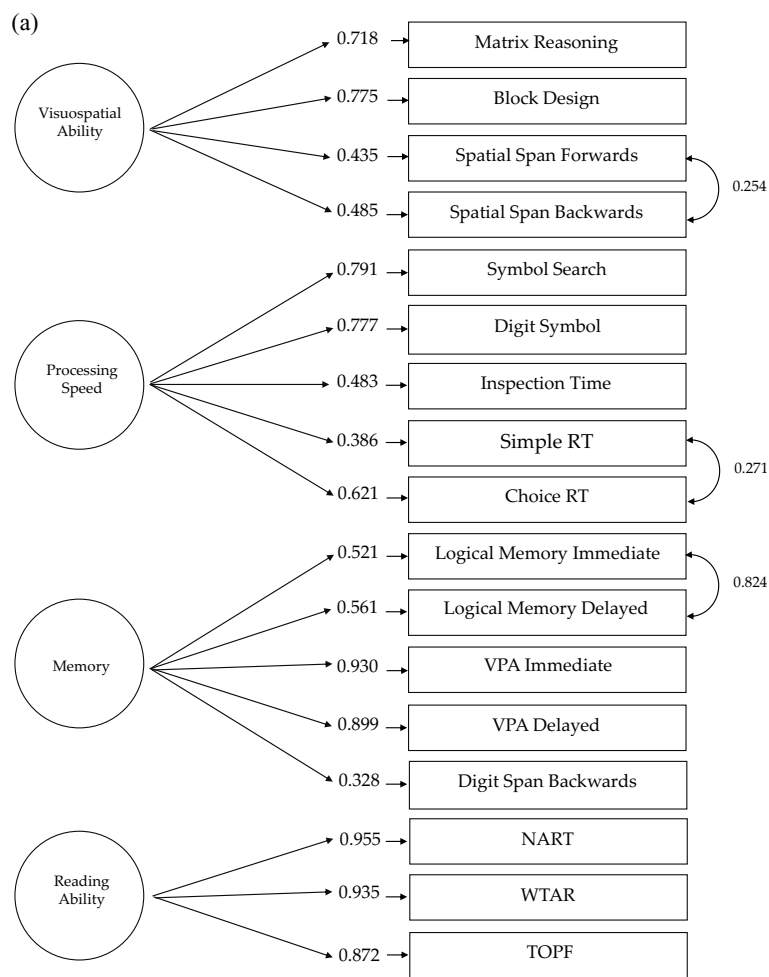 (a)
0.718 Matrix Reasoning
Visuospatial
Ability
0.775 Block Design
0.435 Spatial Span Forwards
0.254
0.485 Spatial Span Backwards
0.791 Symbol Search
0.777 Digit Symbol
Processing
Speed
0.483 Inspection Time
0.386 Simple RT
0.271
0.621 Choice RT
0.521 Logical Memory Immediate
0.824
0.561 Logical Memory Delayed
Memory
0.930 VPA Immediate
0.899 VPA Delayed
0.328 Digit Span Backwards
0.955 NART
Reading
Ability
0.935 WTAR
0.872 TOPF